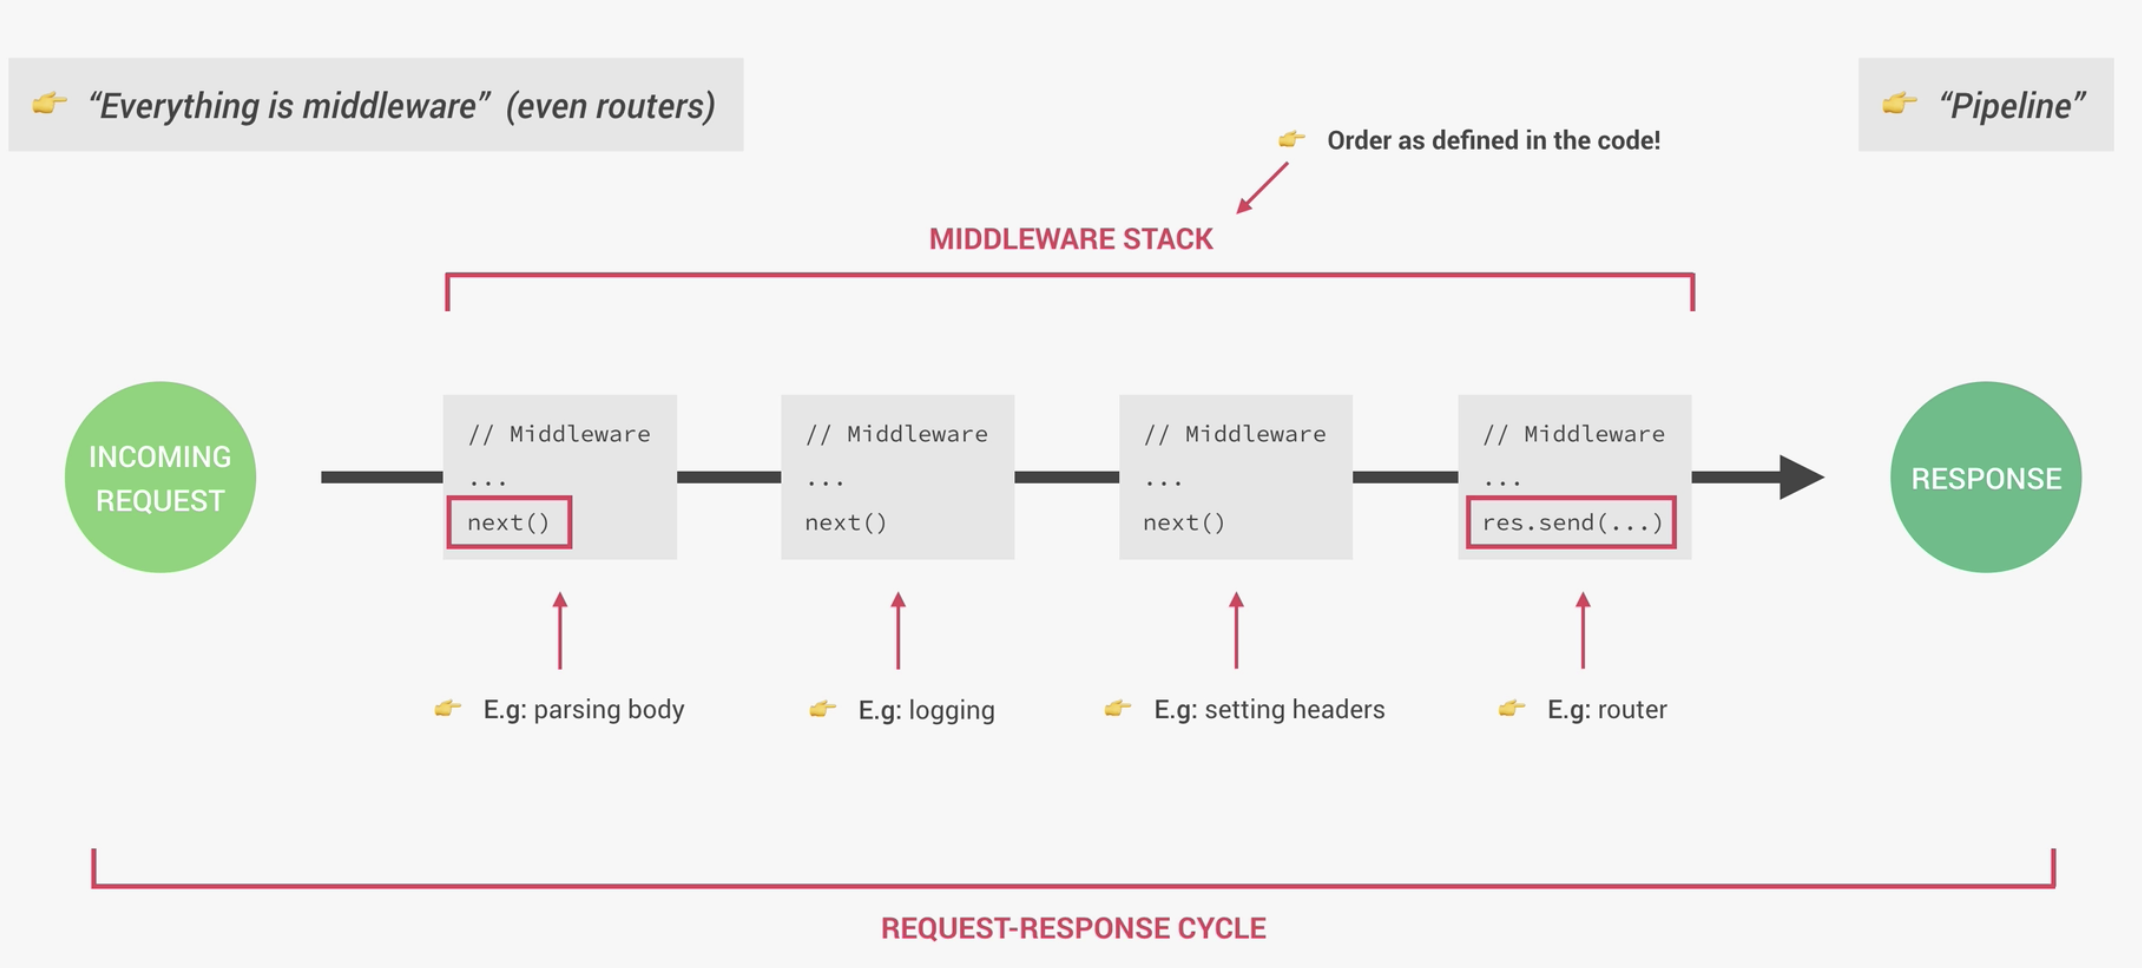 “Everything is middleware” (even routers)
“Pipeline”
Order as defined in the code!
MIDDLEWARE STACK
INCOMING
REQUEST
// Middleware
...
next()
// Middleware
...
next()
// Middleware
...
next()
// Middleware
...
res.send(...)
RESPONSE
E.g: parsing body
E.g: logging
E.g: setting headers
E.g: router
REQUEST-RESPONSE CYCLE